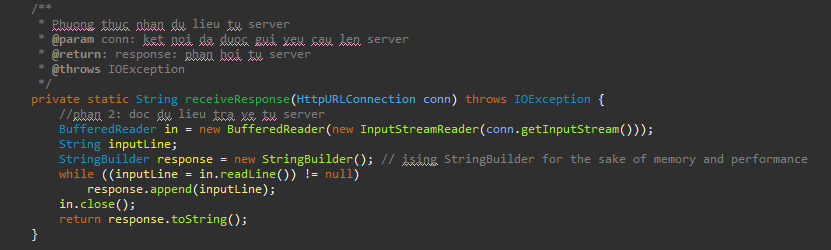 /**
 * Phuong thuc nhan du lieu tu server
 * @param conn: ket noi da duoc gui yeu cau len server
 * @return: response: phan hoi tu server
 * @throws IOException
 */
private static String receiveResponse(HttpURLConnection conn) throws IOException {
    //phan 2: doc du lieu tra ve tu server
    BufferedReader in = new BufferedReader(new InputStreamReader(conn.getInputStream()));
    String inputLine;
    StringBuilder response = new StringBuilder(); // ising StringBuilder for the sake of memory and performance
    while ((inputLine = in.readLine()) != null)
        response.append(inputLine);
    in.close();
    return response.toString();
}